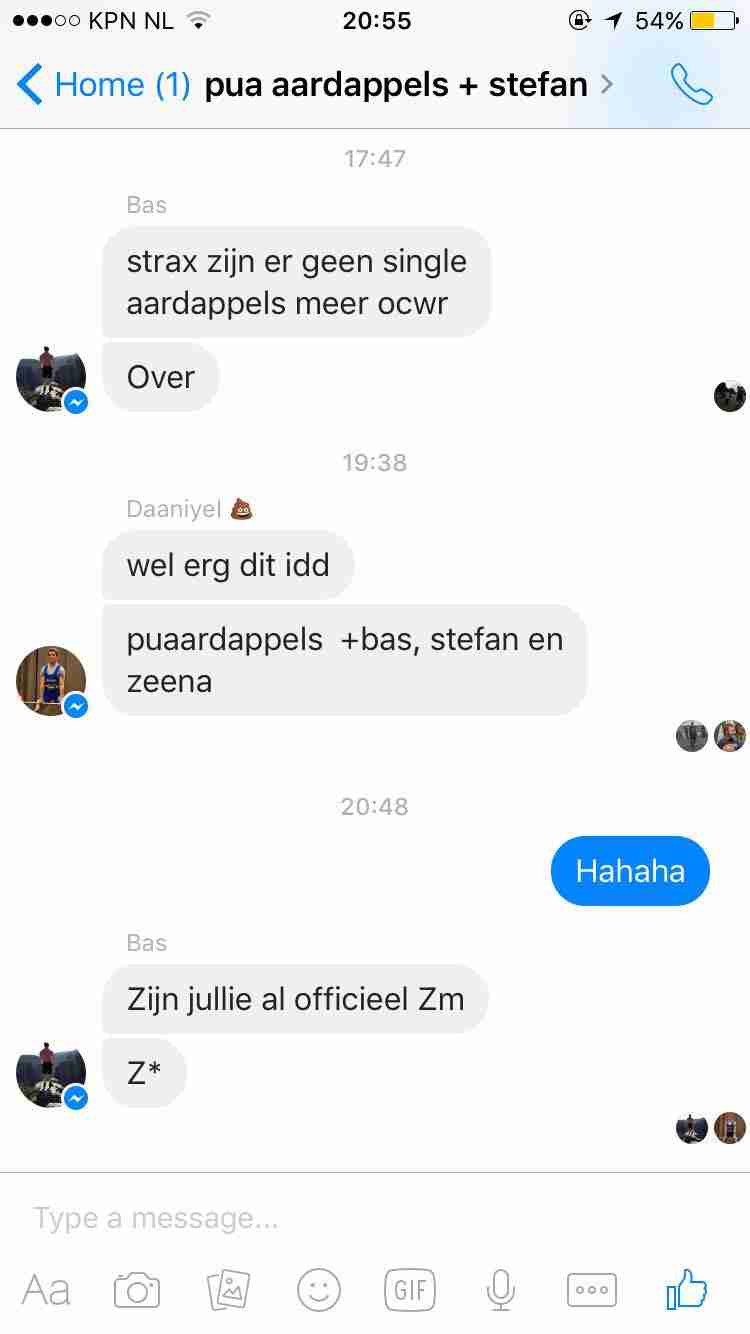 KPN NL 20:55 54%
Home (1) pua aardappels + stefan
17:47
Bas
strax zijn er geen single
aardappels meer ocwr
Over
19:38
Daaniyel 💩
wel erg dit idd
puaardappels +bas, stefan en
zeena
20:48
Hahaha
Bas
Zijn jullie al officieel Zm
Z*
Type a message...
Aa GIF